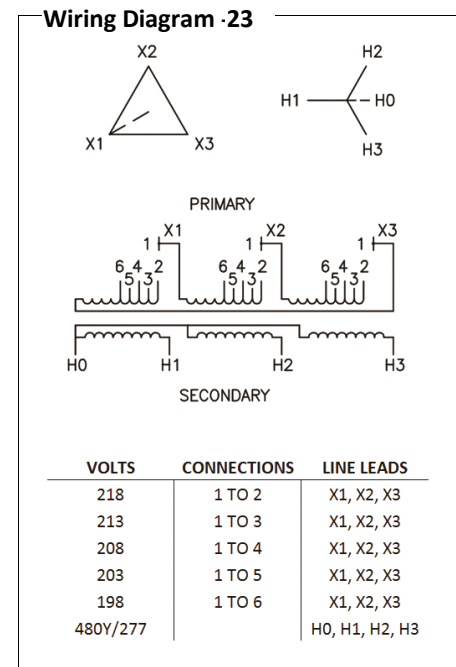 Wiring Diagram ·23
X2
H2
H1
H0
X1
X3
H3
PRIMARY
X1 X2 X3
1 1 1
6 5 4 3 2 6 5 4 3 2 6 5 4 3 2
H0 H1 H2 H3
SECONDARY
VOLTS CONNECTIONS LINE LEADS
218 1 TO 2 X1, X2, X3
213 1 TO 3 X1, X2, X3
208 1 TO 4 X1, X2, X3
203 1 TO 5 X1, X2, X3
198 1 TO 6 X1, X2, X3
480Y/277 H0, H1, H2, H3